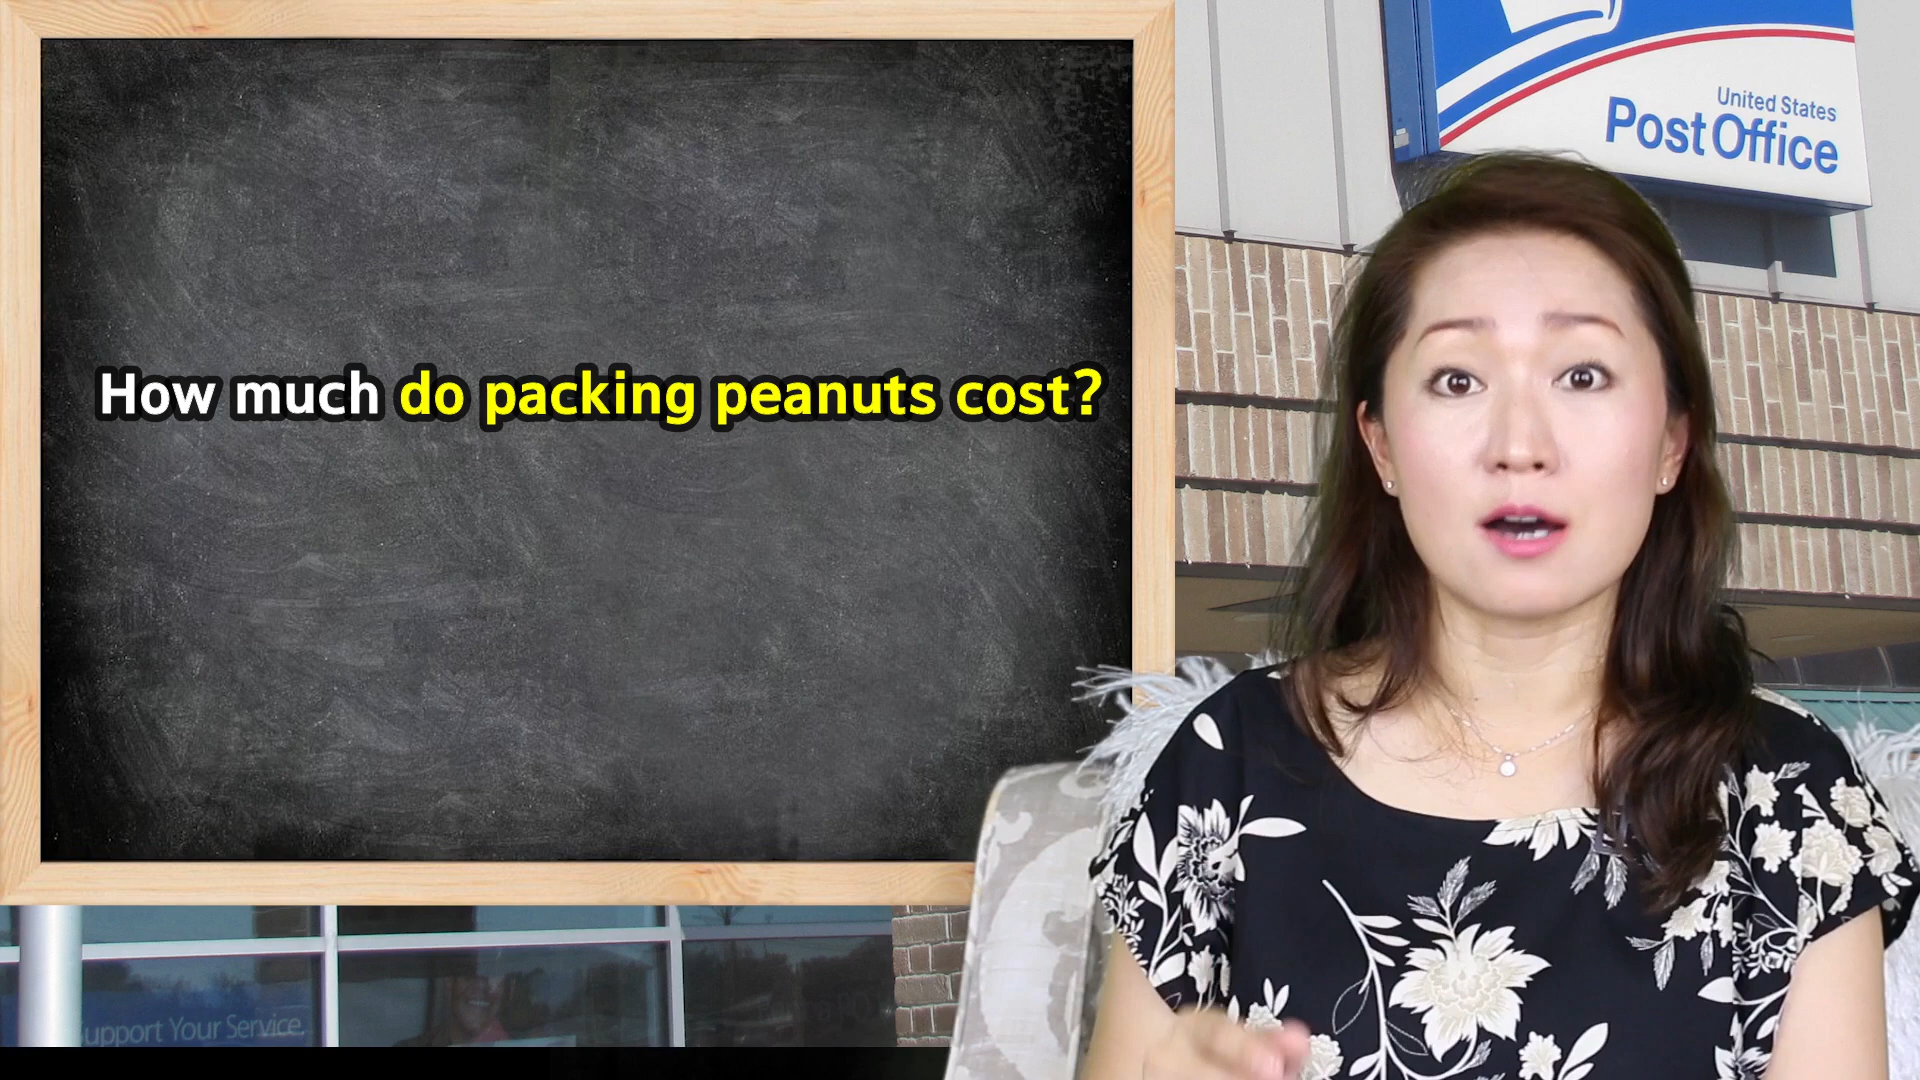 United States
Post Office
How much do packing peanuts cost?
upport Your Service.